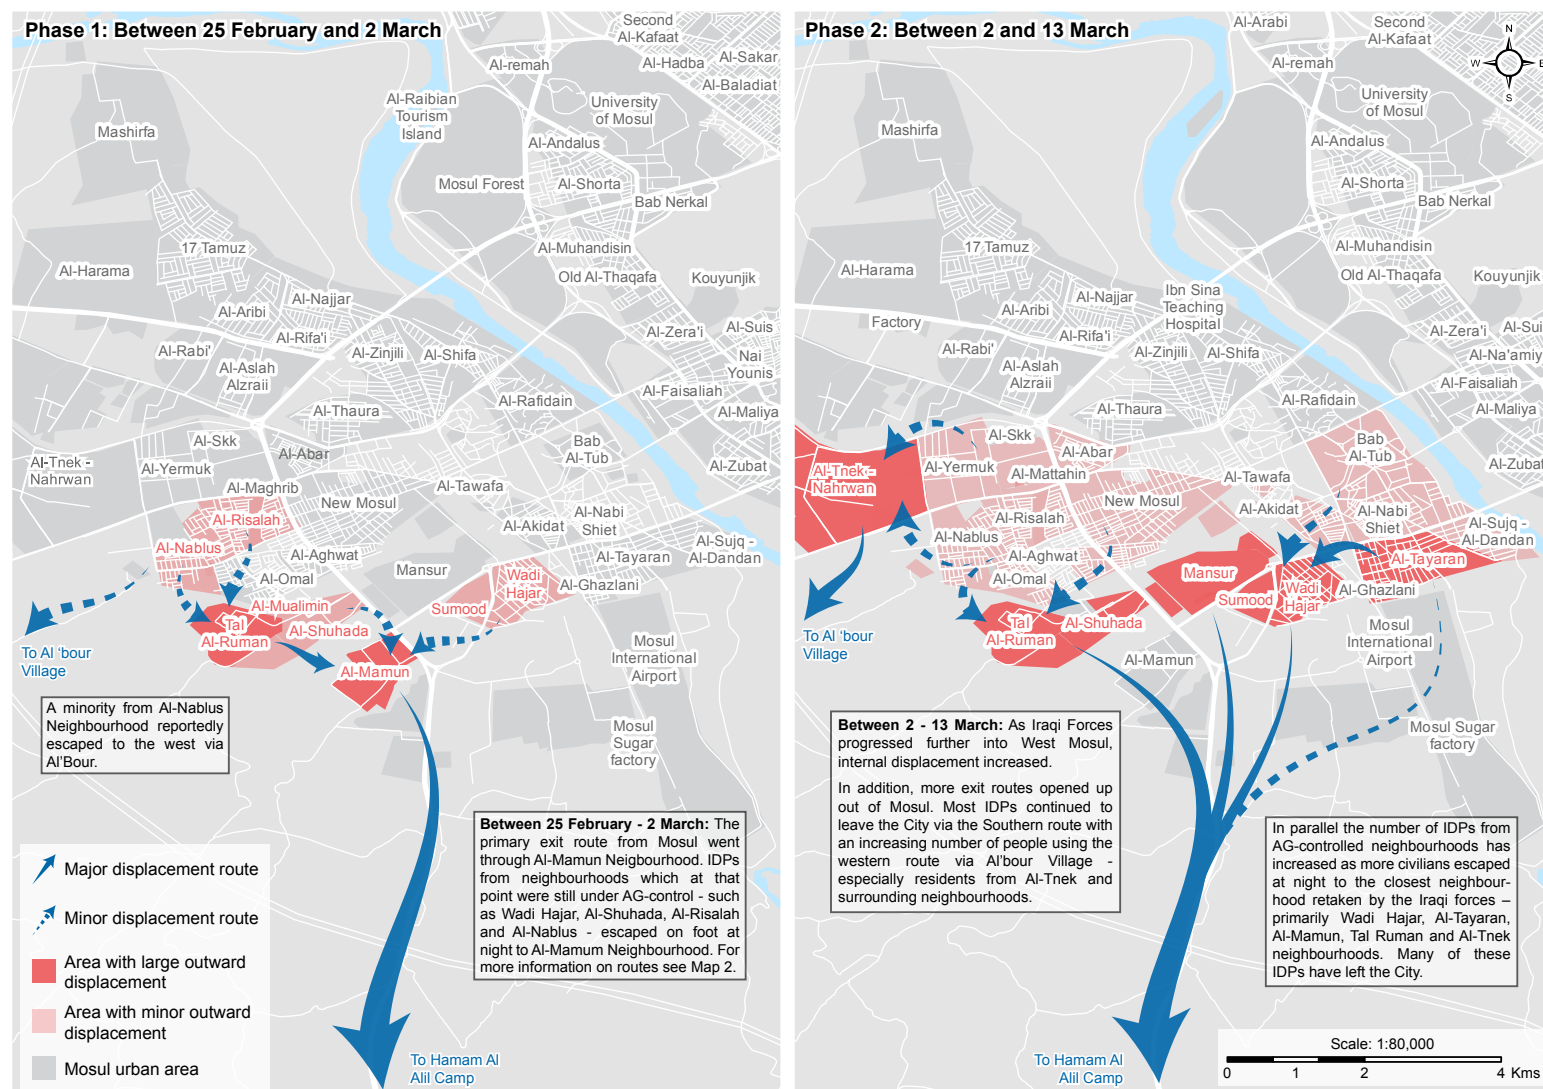 Phase 1: Between 25 February and 2 March
Second
Al-Kafaat
Al-remah
Al-Hadba
Al-Sakar
Al-Baladiat
Al-Raibian
Tourism
Island
University
of Mosul
Mashirfa
Al-Andalus
Mosul Forest
Al-Shorta
Bab Nerkal
17 Tamuz
Al-Muhandisin
Al-Harama
Old Al-Thaqafa
Kouyunjik
Al-Najjar
Al-Aribi
Al-Rifa'i
Al-Zera'i
Al-Suis
Al-Rabi'
Al-Zinjili
Al-Shifa
Nai
Younis
Al-Aslah
Alzraii
Al-Faisaliah
Al-Thaura
Al-Rafidain
Al-Maliya
Al-Skk
Al-Abar
Bab
Al-Tub
Al-Tnek -
Nahrwan
Al-Yermuk
Al-Zubat
Al-Maghrib
Al-Tawafa
New Mosul
Al-Risalah
Al-Akidat
Al-Nabi
Shiet
Al-Nablus
Al-Aghwat
Al-Sujq -
Al-Dandan
Al-Tayaran
Mansur
Al-Omal
Wadi
Hajar
Al-Ghazlani
Al-Mualimin
Sumood
Tal
Al-Ruman
Al-Shuhada
Mosul
International
Airport
To Al ‘bour
Village
Al-Mamun
A minority from Al-Nablus
Neighbourhood reportedly
escaped to the west via
Al’Bour.
Mosul
Sugar
factory
Between 25 February - 2 March: The
primary exit route from Mosul went
through Al-Mamun Neigbourhood. IDPs
from neighbourhoods which at that
point were still under AG-control - such
as Wadi Hajar, Al-Shuhada, Al-Risalah
and Al-Nablus - escaped on foot at
night to Al-Mamum Neighbourhood. For
more information on routes see Map 2.
Major displacement route
Minor displacement route
Area with large outward
displacement
Area with minor outward
displacement
Mosul urban area
To Hamam Al
Alil Camp
Phase 2: Between 2 and 13 March
Al-Arabi
Second
Al-Kafaat
N
W
E
S
Al-remah
University
of Mosul
Mashirfa
Al-Andalus
Al-Shorta
Bab Nerkal
17 Tamuz
Al-Muhandisin
Al-Harama
Old Al-Thaqafa
Kouyunjik
Ibn Sina
Teaching
Hospital
Al-Najjar
Al-Aribi
Factory
Al-Rifa'i
Al-Zera'i
Al-Sui
Al-Rabi'
Al-Zinjili
Al-Shifa
Al-Na'amiy
Al-Aslah
Alzraii
Al-Faisaliah
Al-Thaura
Al-Rafidain
Al-Maliya
Al-Skk
Al-Abar
Bab
Al-Tub
Al-Tnek -
Nahrwan
Al-Yermuk
Al-Mattahin
Al-Tawafa
Al-Zubat
New Mosul
Al-Akidat
Al-Nabi
Shiet
Al-Risalah
Al-Nablus
Al-Sujq -
Al-Dandan
Al-Aghwat
Al-Tayaran
Al-Omal
Mansur
Wadi
Hajar
Al-Ghazlani
Sumood
Tal
Al-Ruman
Al-Shuhada
Mosul
International
Airport
To Al ‘bour
Village
Al-Mamun
Mosul Sugar
factory
Between 2 - 13 March: As Iraqi Forces
progressed further into West Mosul,
internal displacement increased.
In addition, more exit routes opened up
out of Mosul. Most IDPs continued to
leave the City via the Southern route with
an increasing number of people using the
western route via Al’bour Village -
especially residents from Al-Tnek and
surrounding neighbourhoods.
In parallel the number of IDPs from
AG-controlled neighbourhoods has
increased as more civilians escaped
at night to the closest neighbour-
hood retaken by the Iraqi forces –
primarily Wadi Hajar, Al-Tayaran,
Al-Mamun, Tal Ruman and Al-Tnek
neighbourhoods. Many of these
IDPs have left the City.
To Hamam Al
Alil Camp
Scale: 1:80,000
0 1 2 4 Kms